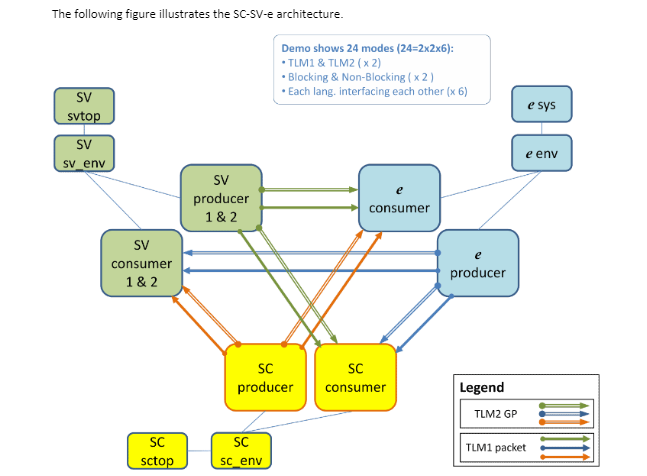 The following figure illustrates the SC-SV-e architecture.
Demo shows 24 modes (24=2x2x6):
• TLM1 & TLM2 ( x 2)
• Blocking & Non-Blocking ( x 2 )
• Each lang. interfacing each other (x 6)
SV
svtop
SV
sv_env
e sys
e env
SV
producer
1 & 2
e
consumer
SV
consumer
1 & 2
e
producer
SC
producer
SC
consumer
SC
sctop
SC
sc_env
Legend
TLM2 GP
TLM1 packet